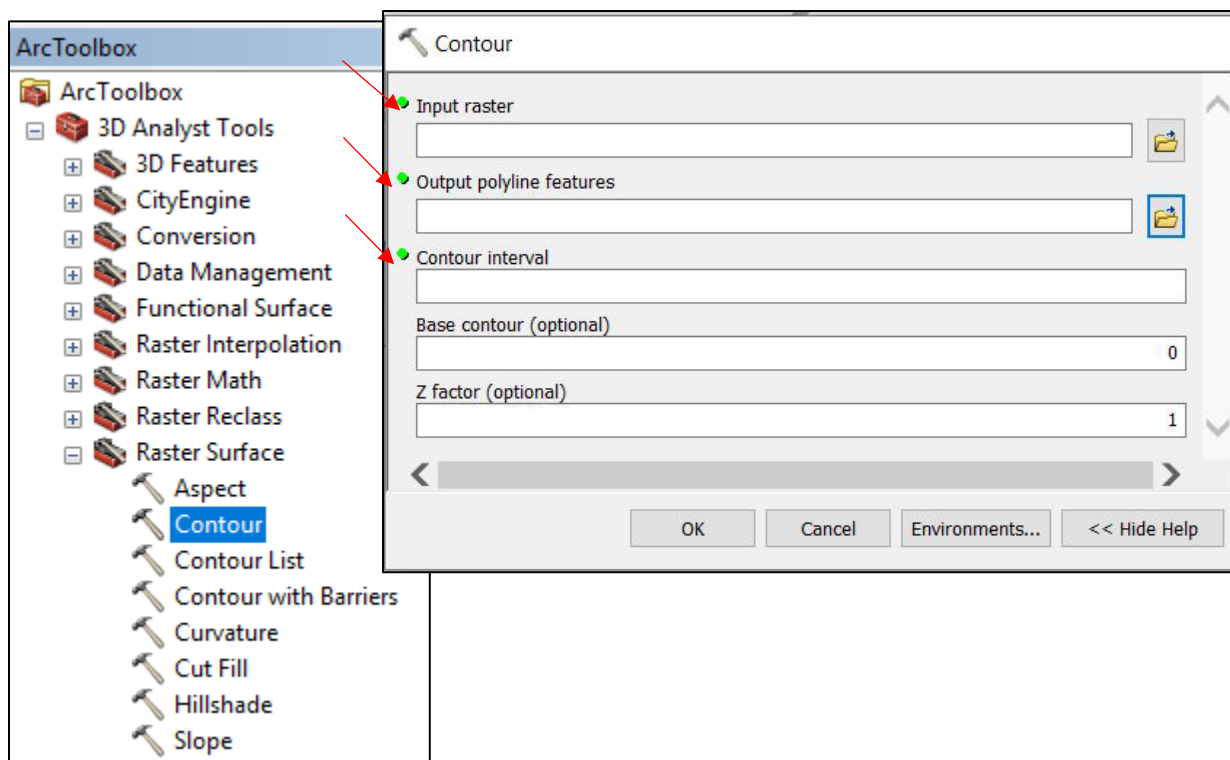 ArcToolbox
ArcToolbox
3D Analyst Tools
3D Features
CityEngine
Conversion
Data Management
Functional Surface
Raster Interpolation
Raster Math
Raster Reclass
Raster Surface
Aspect
Contour
Contour List
Contour with Barriers
Curvature
Cut Fill
Hillshade
Slope
Contour
Input raster
Output polyline features
Contour interval
Base contour (optional)
0
Z factor (optional)
1
OK Cancel Environments... << Hide Help